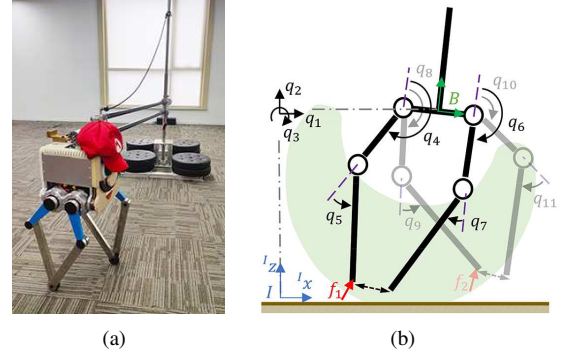 q₈
q₁₀
q₂
q₁
q₃
B
q₆
q₄
q₅
q₉
q₇
q₁₁
ᴵz
ᴵx
I
f₁
f₂
(a)
(b)